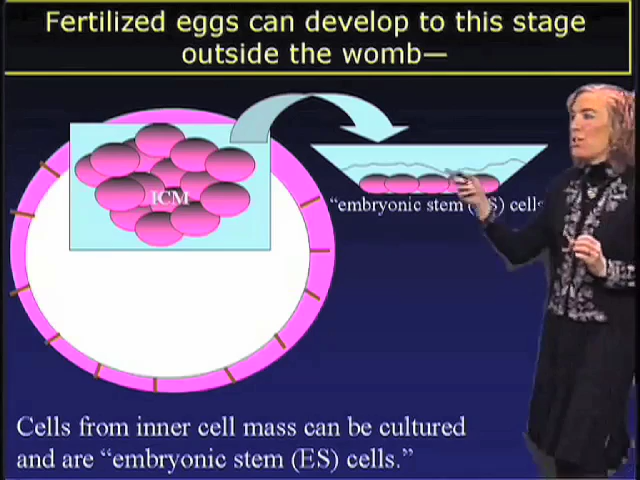 Fertilized eggs can develop to this stage
outside the womb—
ICM
“embryonic stem (ES) cells
Cells from inner cell mass can be cultured
and are “embryonic stem (ES) cells.”